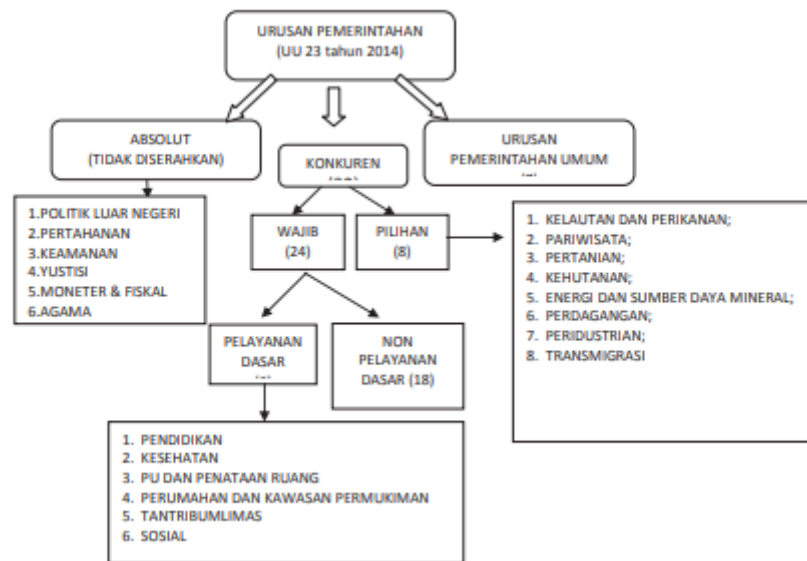 URUSAN PEMERINTAHAN
(UU 23 tahun 2014)
ABSOLUT
(TIDAK DISERAHKAN)
KONKUREN
URUSAN
PEMERINTAHAN UMUM
1.POLITIK LUAR NEGERI
2.PERTAHANAN
3.KEAMANAN
4.YUSTISI
5.MONETER & FISKAL
6.AGAMA
WAJIB
(24)
PILIHAN
(8)
1. KELAUTAN DAN PERIKANAN;
2. PARIWISATA;
3. PERTANIAN;
4. KEHUTANAN;
5. ENERGI DAN SUMBER DAYA MINERAL;
6. PERDAGANGAN;
7. PERIDUSTRIAN;
8. TRANSMIGRASI
PELAYANAN
DASAR
NON
PELAYANAN
DASAR (18)
1. PENDIDIKAN
2. KESEHATAN
3. PU DAN PENATAAN RUANG
4. PERUMAHAN DAN KAWASAN PERMUKIMAN
5. TANTRIBUMLIMAS
6. SOSIAL